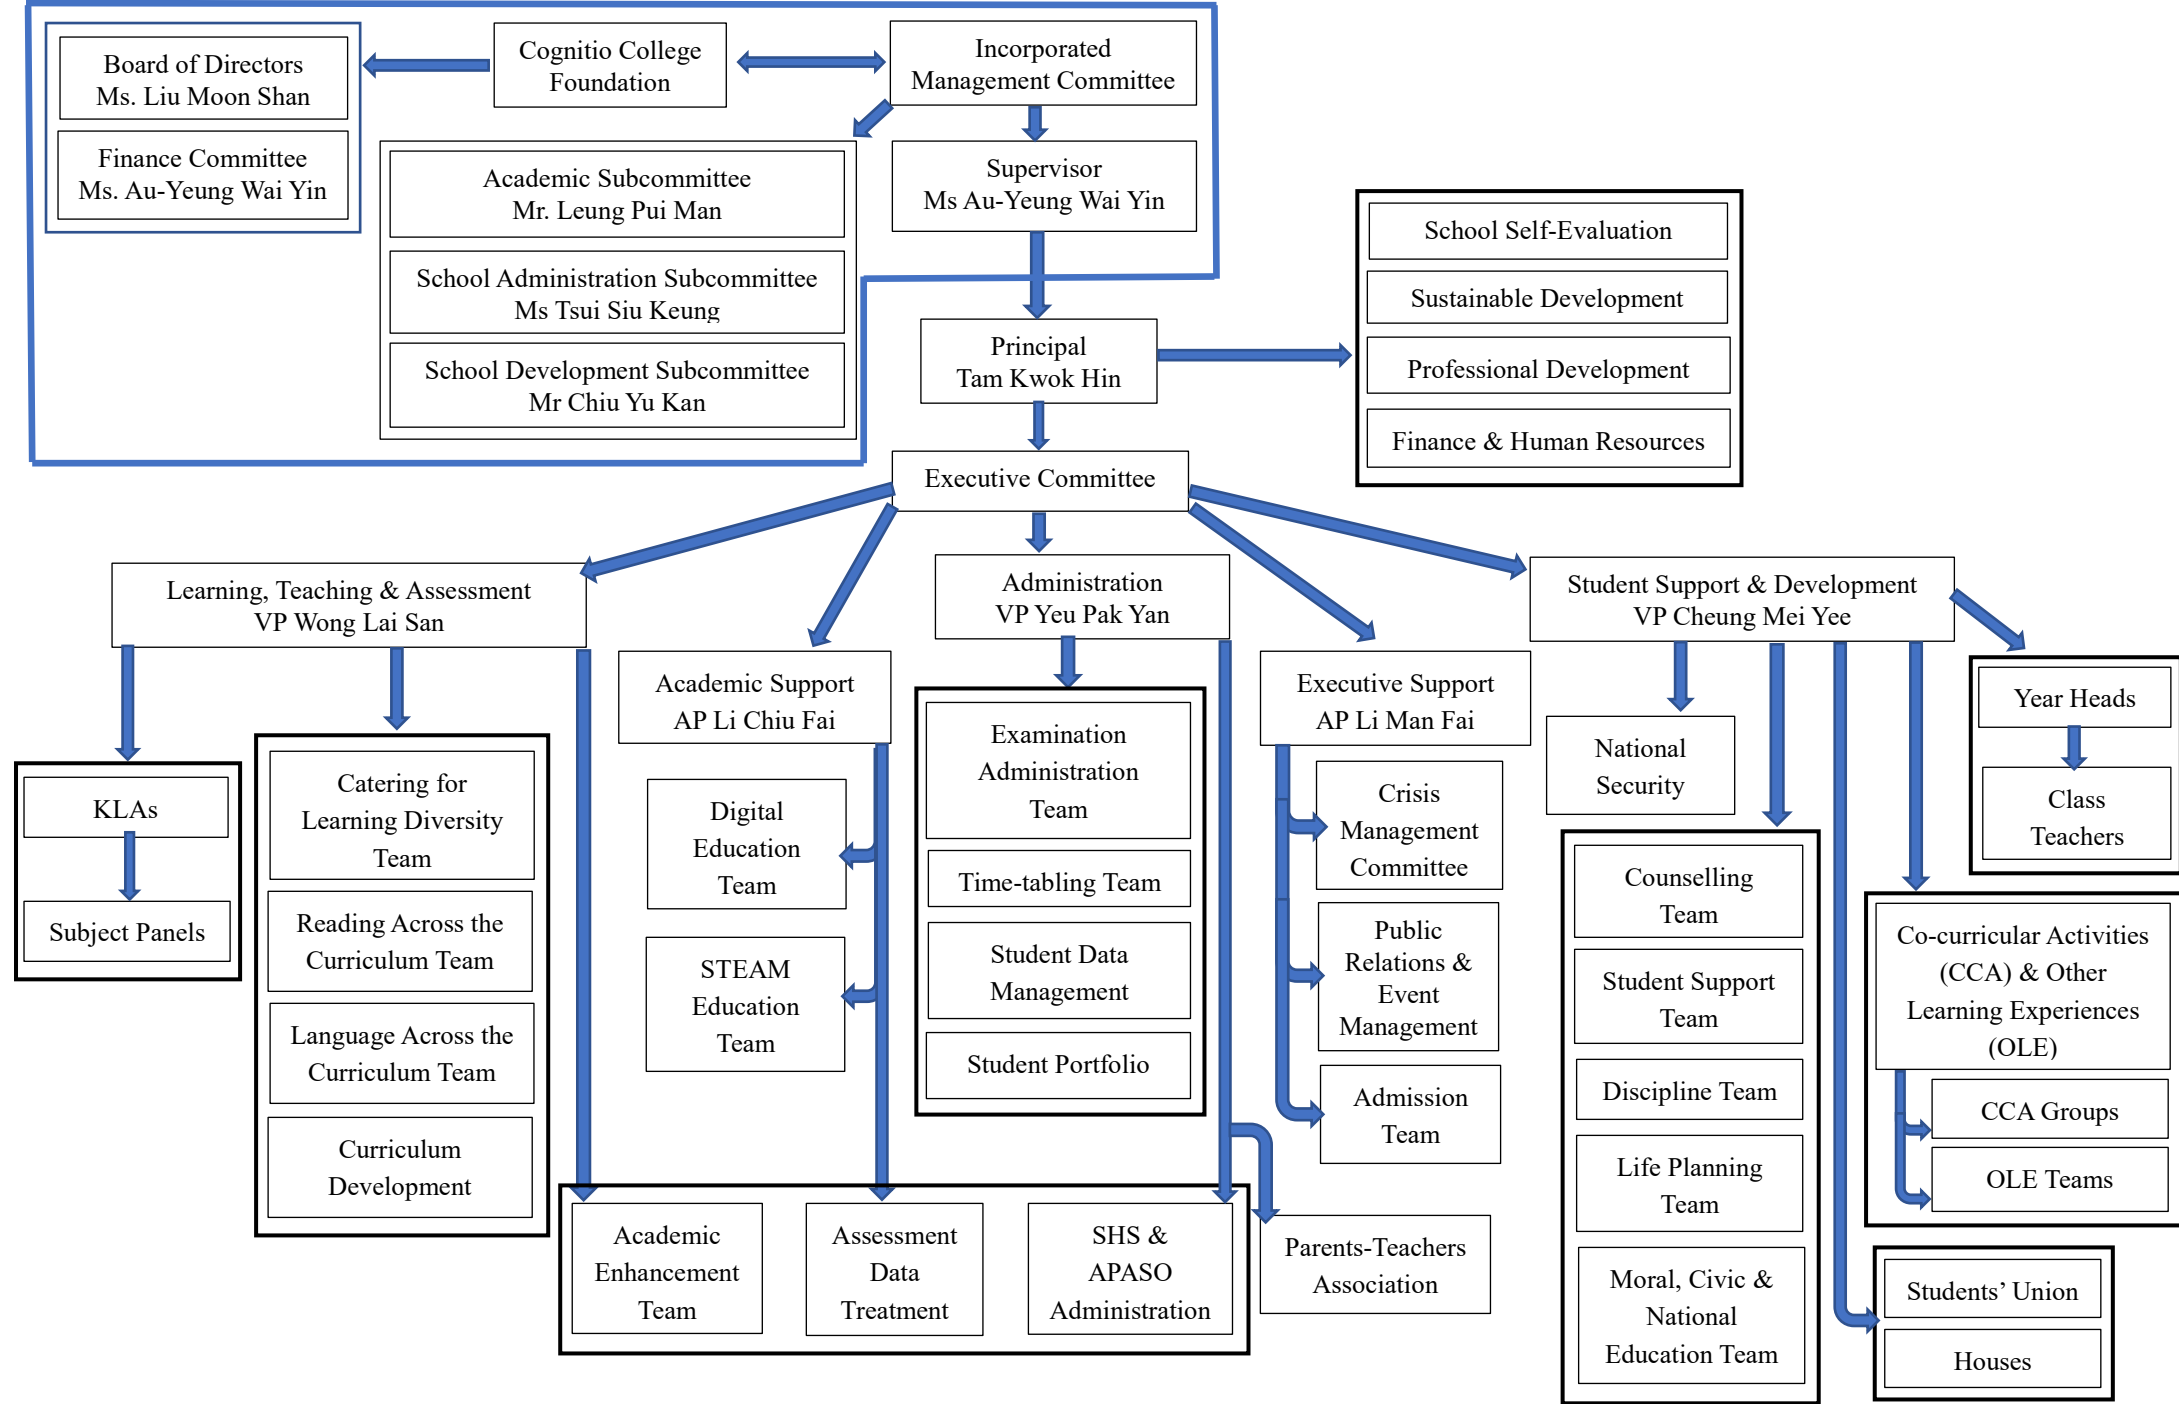 Board of Directors
Ms. Liu Moon Shan
Finance Committee
Ms. Au-Yeung Wai Yin
Cognitio College
Foundation
Incorporated
Management Committee
Academic Subcommittee
Mr. Leung Pui Man
School Administration Subcommittee
Ms Tsui Siu Keung
School Development Subcommittee
Mr Chiu Yu Kan
Supervisor
Ms Au-Yeung Wai Yin
Principal
Tam Kwok Hin
School Self-Evaluation
Sustainable Development
Professional Development
Finance & Human Resources
Executive Committee
Learning, Teaching & Assessment
VP Wong Lai San
KLAs
Subject Panels
Catering for
Learning Diversity
Team
Reading Across the
Curriculum Team
Language Across the
Curriculum Team
Curriculum
Development
Academic Support
AP Li Chiu Fai
Digital
Education
Team
STEAM
Education
Team
Administration
VP Yeu Pak Yan
Examination
Administration
Team
Time-tabling Team
Student Data
Management
Student Portfolio
Academic
Enhancement
Team
Assessment
Data
Treatment
SHS &
APASO
Administration
Parents-Teachers
Association
Executive Support
AP Li Man Fai
Crisis
Management
Committee
Public
Relations &
Event
Management
Admission
Team
Student Support & Development
VP Cheung Mei Yee
National
Security
Counselling
Team
Student Support
Team
Discipline Team
Life Planning
Team
Moral, Civic &
National
Education Team
Year Heads
Class
Teachers
Co-curricular Activities
(CCA) & Other
Learning Experiences
(OLE)
CCA Groups
OLE Teams
Students’ Union
Houses